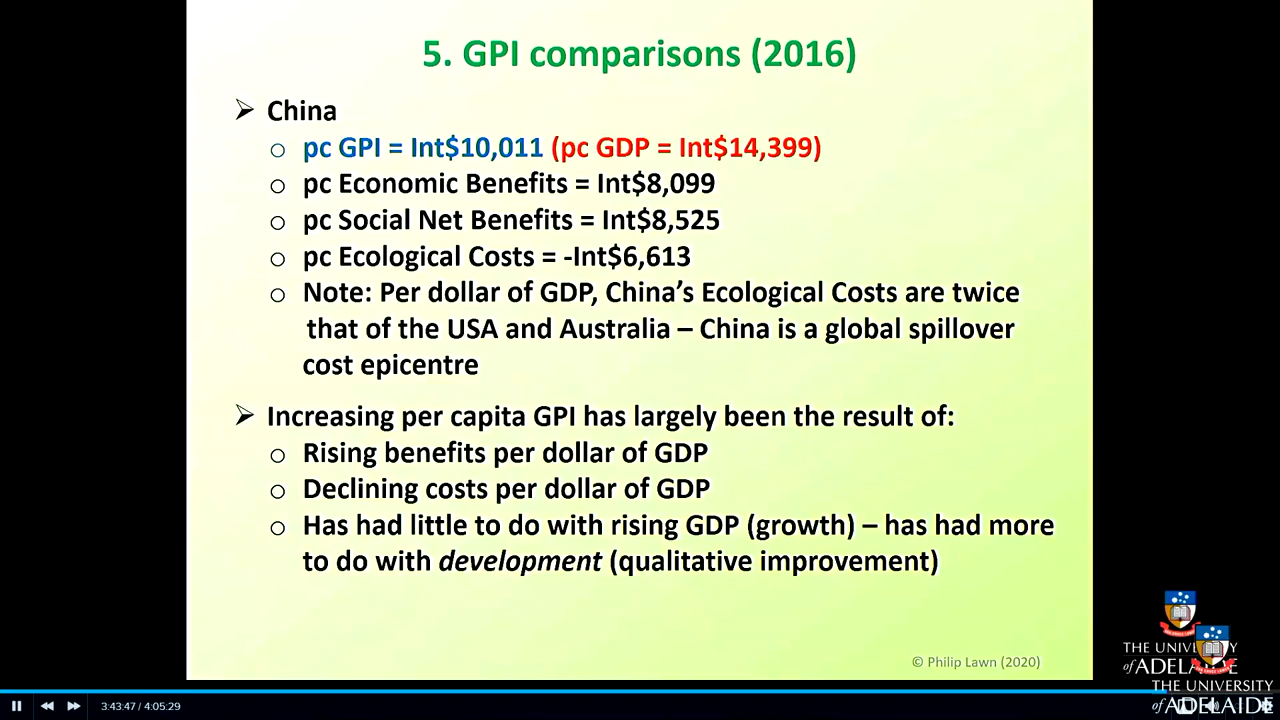 5. GPI comparisons (2016)
China
pc GPI = Int$10,011 (pc GDP = Int$14,399)
pc Economic Benefits = Int$8,099
pc Social Net Benefits = Int$8,525
pc Ecological Costs = -Int$6,613
Note: Per dollar of GDP, China's Ecological Costs are twice
that of the USA and Australia – China is a global spillover
cost epicentre
Increasing per capita GPI has largely been the result of:
Rising benefits per dollar of GDP
Declining costs per dollar of GDP
Has had little to do with rising GDP (growth) – has had more
to do with development (qualitative improvement)
© Philip Lawn (2020)
THE UNIVERSITY
of ADELAIDE
THE UNIVERSITY
of ADELAIDE
3:43:47 / 4:05:29